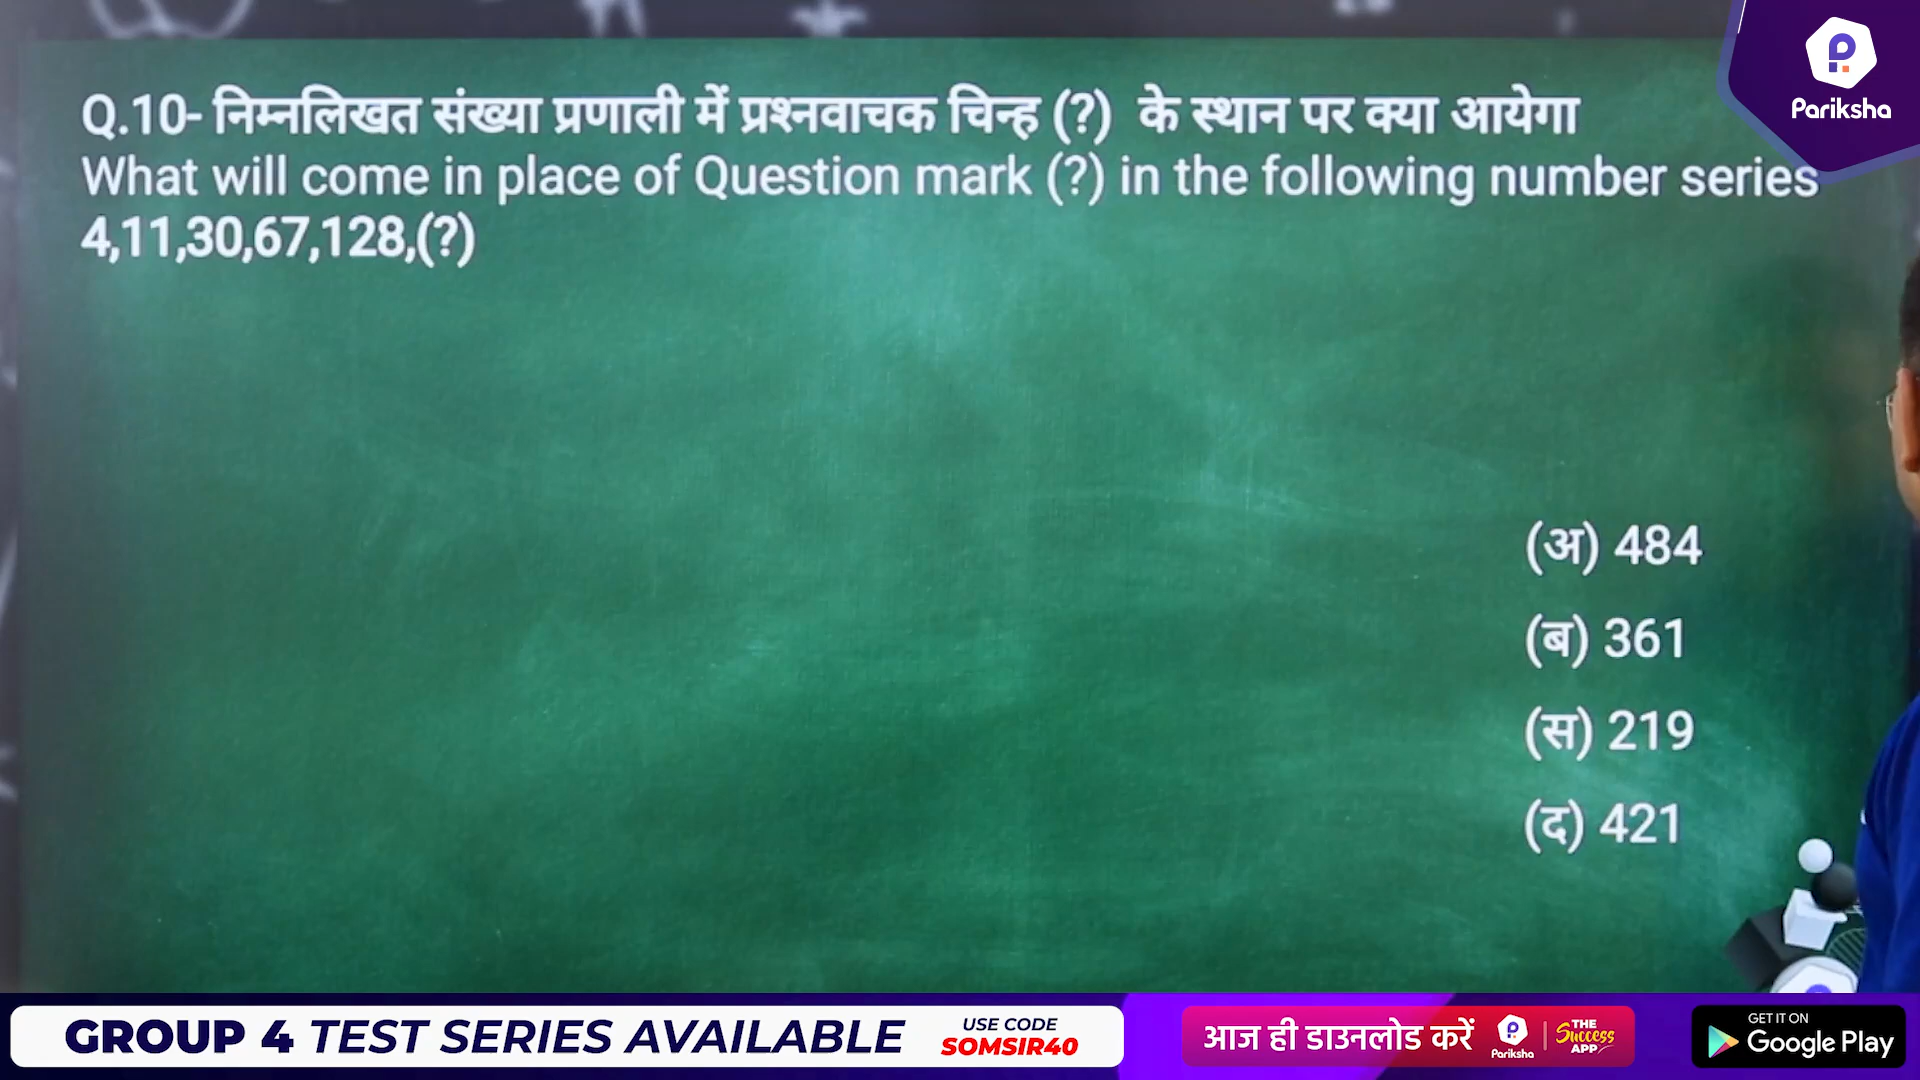 Q.10- निम्नलिखत संख्या प्रणाली में प्रश्नवाचक चिन्ह (?) के स्थान पर क्या आयेगा
What will come in place of Question mark (?) in the following number series
4,11,30,67,128,(?)
(अ) 484
(ब) 361
(स) 219
(द) 421
Pariksha
GROUP 4 TEST SERIES AVAILABLE
USE CODE
SOMSIR40
आज ही डाउनलोड करें
Pariksha
THE
Success
APP
GET IT ON
Google Play